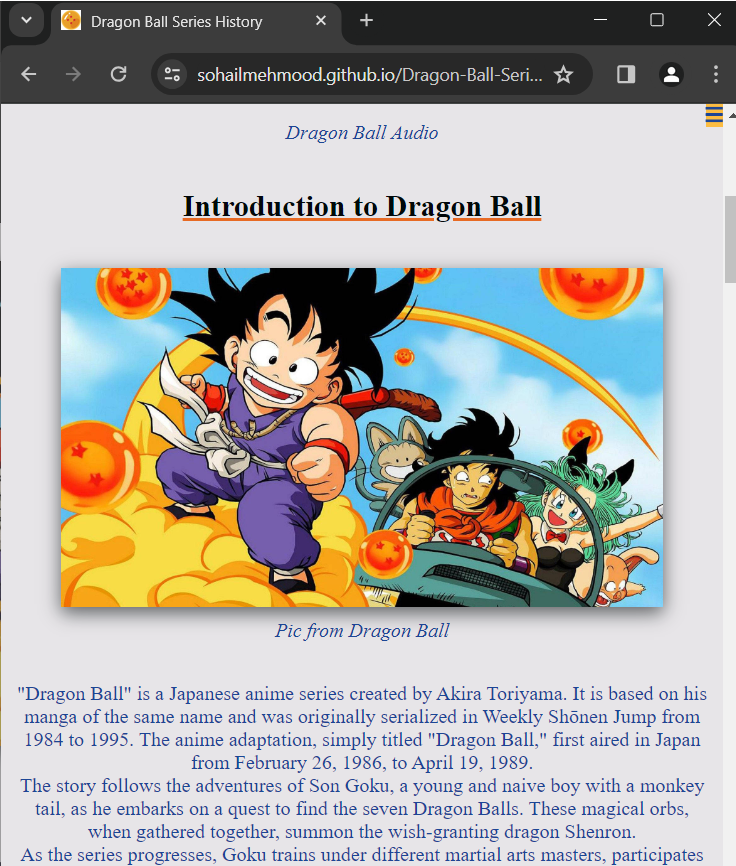 Dragon Ball Series History
sohailmehmood.github.io/Dragon-Ball-Seri...
Dragon Ball Audio
Introduction to Dragon Ball
Pic from Dragon Ball
"Dragon Ball" is a Japanese anime series created by Akira Toriyama. It is based on his
manga of the same name and was originally serialized in Weekly Shōnen Jump from
1984 to 1995. The anime adaptation, simply titled "Dragon Ball," first aired in Japan
from February 26, 1986, to April 19, 1989.
The story follows the adventures of Son Goku, a young and naive boy with a monkey
tail, as he embarks on a quest to find the seven Dragon Balls. These magical orbs,
when gathered together, summon the wish-granting dragon Shenron.
As the series progresses, Goku trains under different martial arts masters, participates